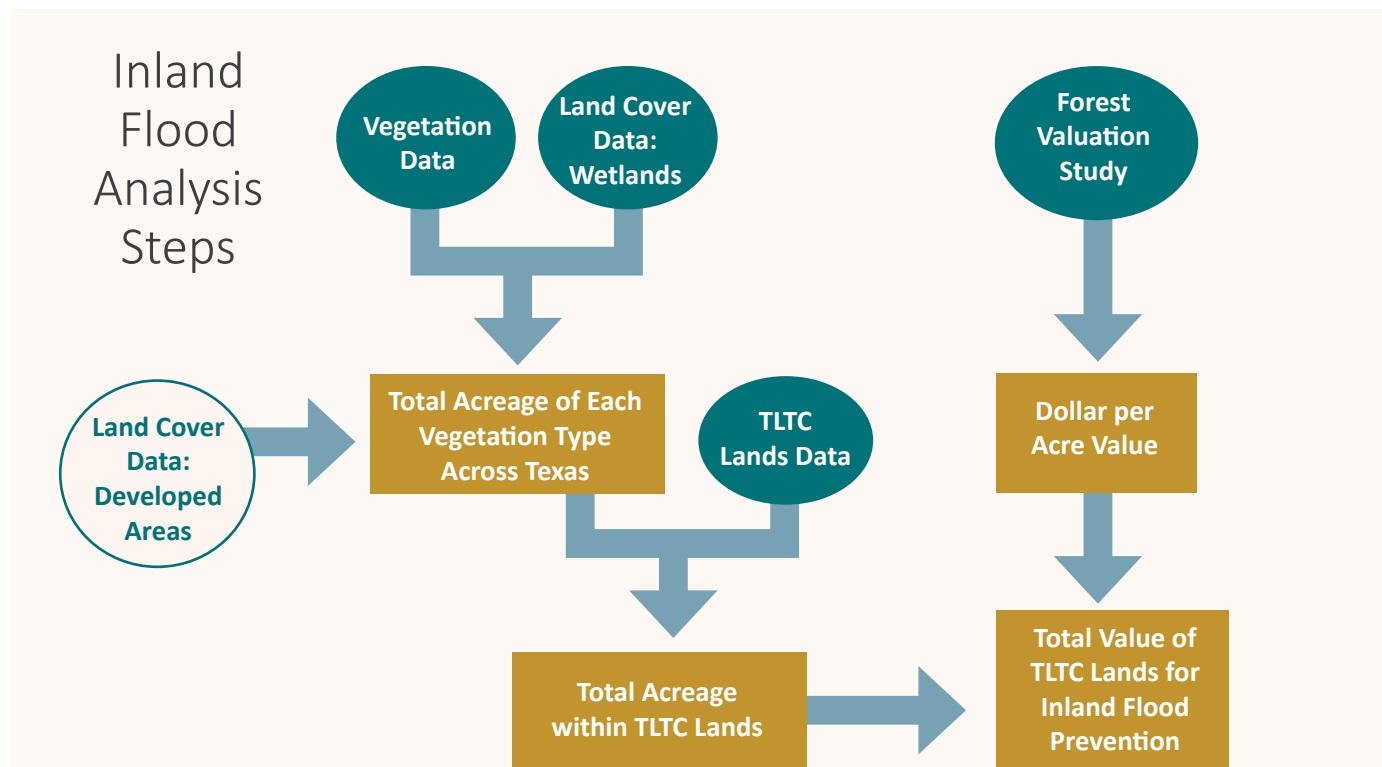 Inland
Flood
Analysis
Steps
Vegetation
Data
Land Cover
Data:
Wetlands
Forest
Valuation
Study
Land Cover
Data:
Developed
Areas
Total Acreage of Each
Vegetation Type
Across Texas
TLTC
Lands Data
Dollar per
Acre Value
Total Acreage
within TLTC Lands
Total Value of
TLTC Lands for
Inland Flood
Prevention